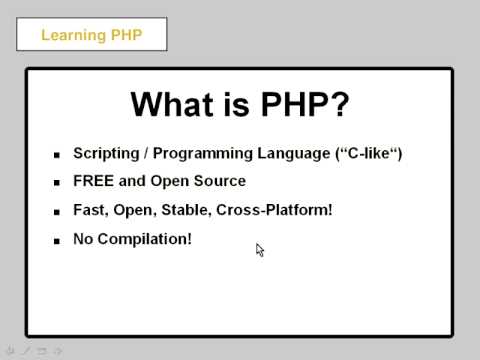 Learning PHP
What is PHP?
Scripting / Programming Language (“C-like“)
FREE and Open Source
Fast, Open, Stable, Cross-Platform!
No Compilation!